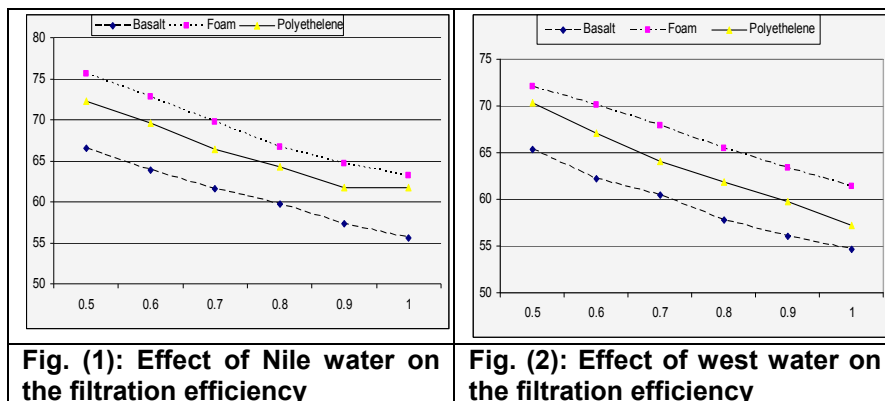 Basalt Foam Polyethelene
80
75
70
65
60
55
50
0.5 0.6 0.7 0.8 0.9 1
Fig. (1): Effect of Nile water on
the filtration efficiency
Basalt Foam Polyethelene
75
70
65
60
55
50
0.5 0.6 0.7 0.8 0.9 1
Fig. (2): Effect of west water on
the filtration efficiency